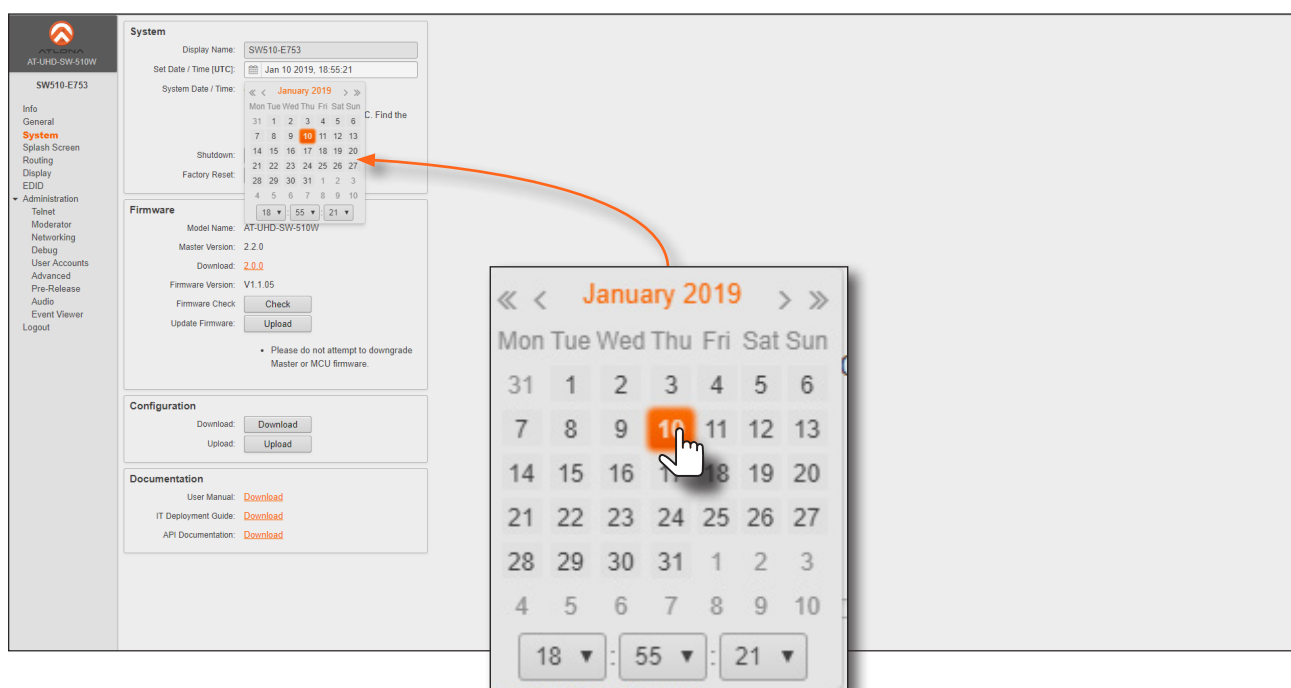 ATLONA
AT-UHD-SW-510W
SW510-E753
Info
General
System
Splash Screen
Routing
Display
EDID
Administration
Telnet
Moderator
Networking
Debug
User Accounts
Advanced
Pre-Release
Audio
Event Viewer
Logout
System
Display Name: SW510-E753
Set Date / Time [UTC]: Jan 10 2019, 18:55:21
System Date / Time:
« < January 2019 > »
Mon Tue Wed Thu Fri Sat Sun
C. Find the
31 1 2 3 4 5 6
7 8 9 10 11 12 13
14 15 16 17 18 19 20
21 22 23 24 25 26 27
28 29 30 31 1 2 3
4 5 6 7 8 9 10
18 : 55 : 21
Shutdown:
Factory Reset:
Firmware
Model Name: AT-UHD-SW-510W
Master Version: 2.2.0
Download: 2.0.0
Firmware Version: V1.1.05
Firmware Check Check
Update Firmware: Upload
• Please do not attempt to downgrade
Master or MCU firmware.
Configuration
Download: Download
Upload: Upload
Documentation
User Manual: Download
IT Deployment Guide: Download
API Documentation: Download
« < January 2019 > »
Mon Tue Wed Thu Fri Sat Sun
31 1 2 3 4 5 6
7 8 9 10 11 12 13
14 15 16 17 18 19 20
21 22 23 24 25 26 27
28 29 30 31 1 2 3
4 5 6 7 8 9 10
18 : 55 : 21